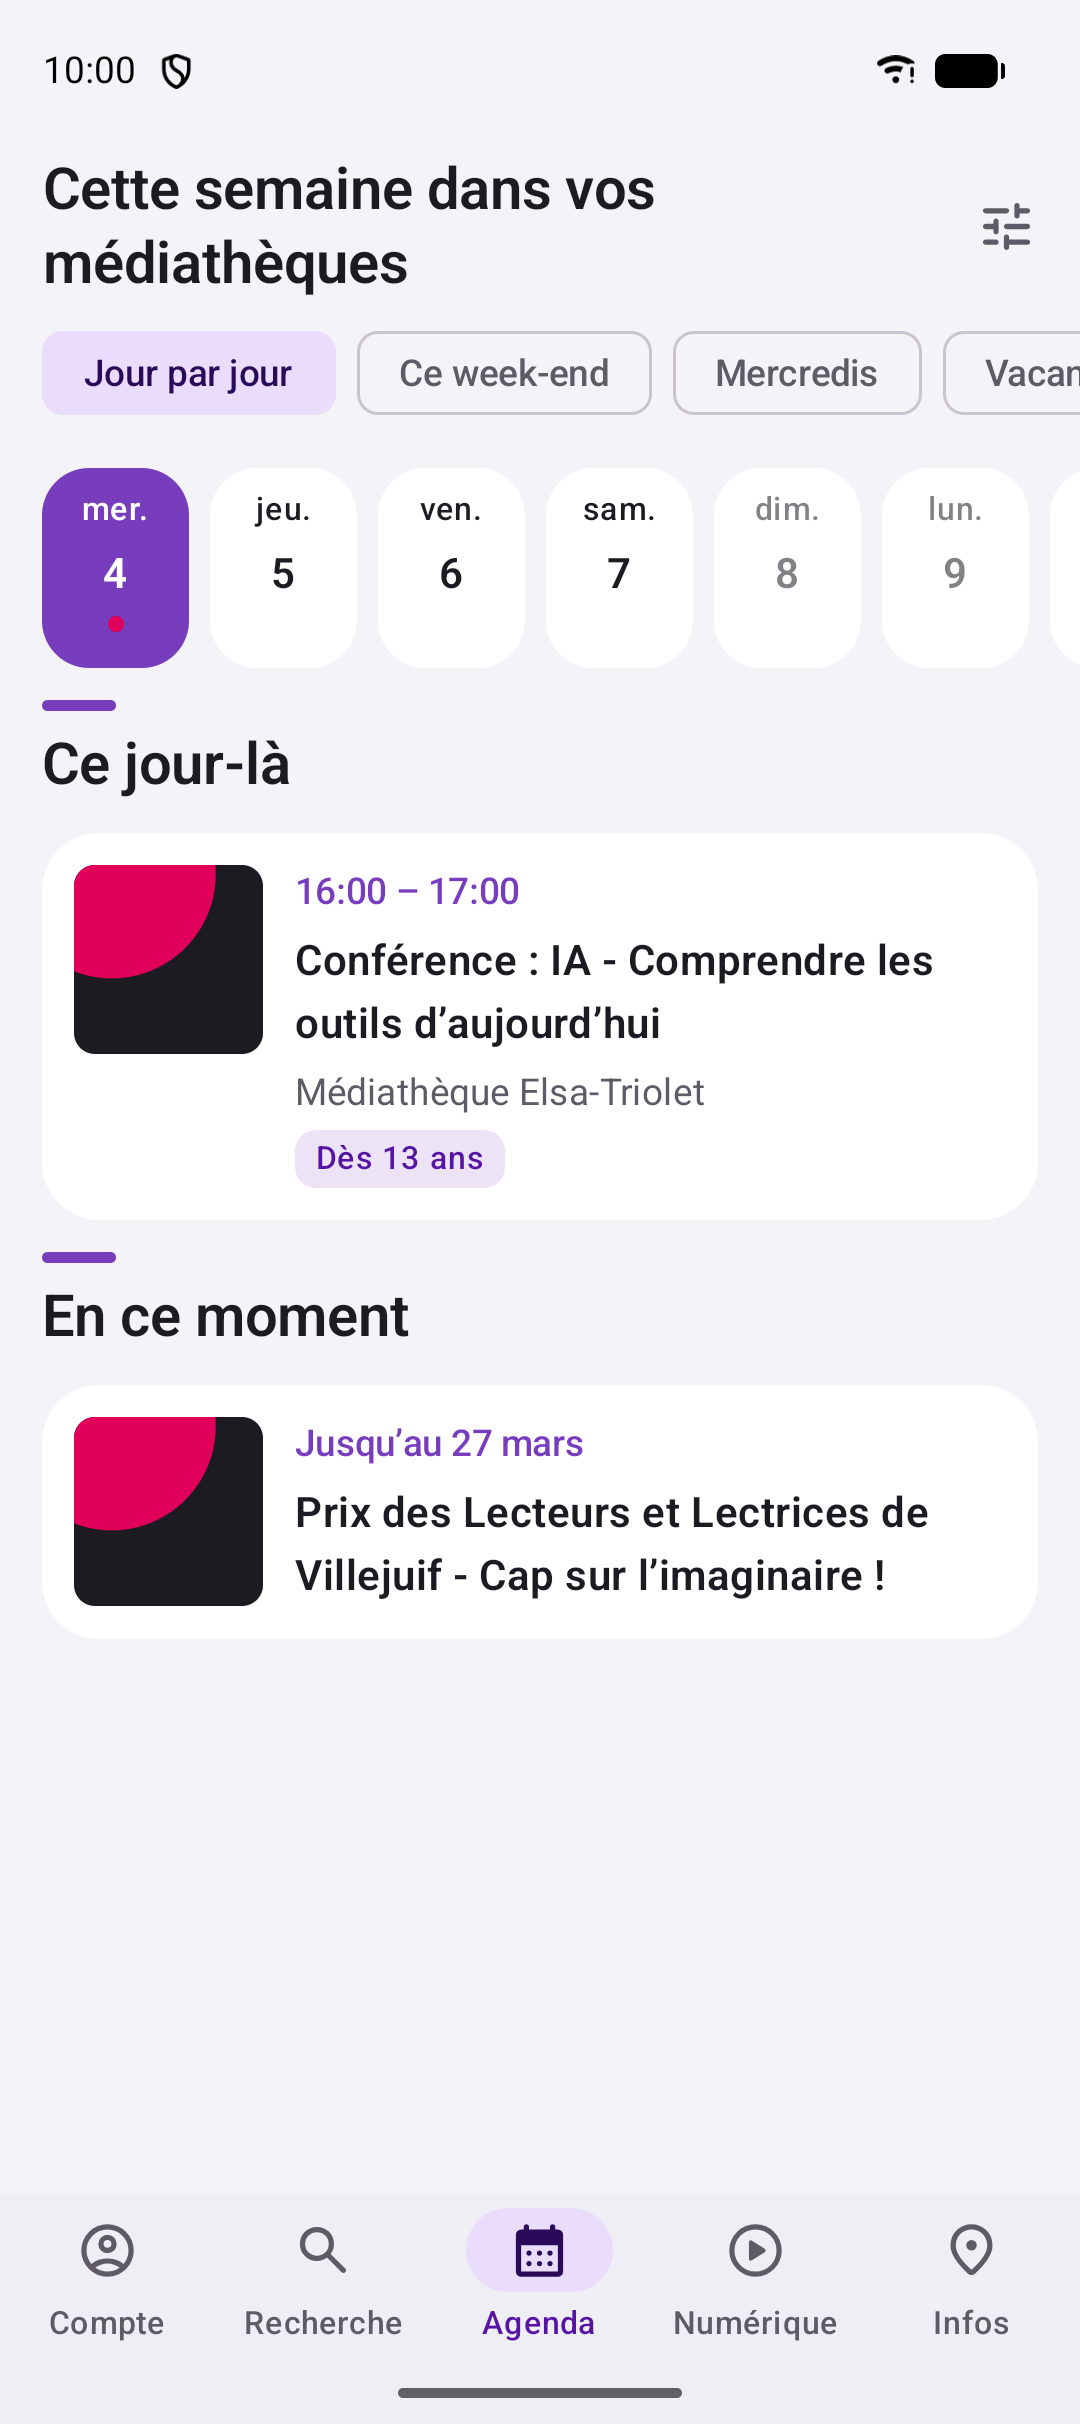 10:00
Cette semaine dans vos
médiathèques
Jour par jour
Ce week-end
Mercredis
Vacan
mer.
jeu.
ven.
sam.
dim.
lun.
4
5
6
7
8
9
Ce jour-là
16:00 – 17:00
Conférence : IA - Comprendre les
outils d’aujourd’hui
Médiathèque Elsa-Triolet
Dès 13 ans
En ce moment
Jusqu’au 27 mars
Prix des Lecteurs et Lectrices de
Villejuif - Cap sur l’imaginaire !
Compte
Recherche
Agenda
Numérique
Infos